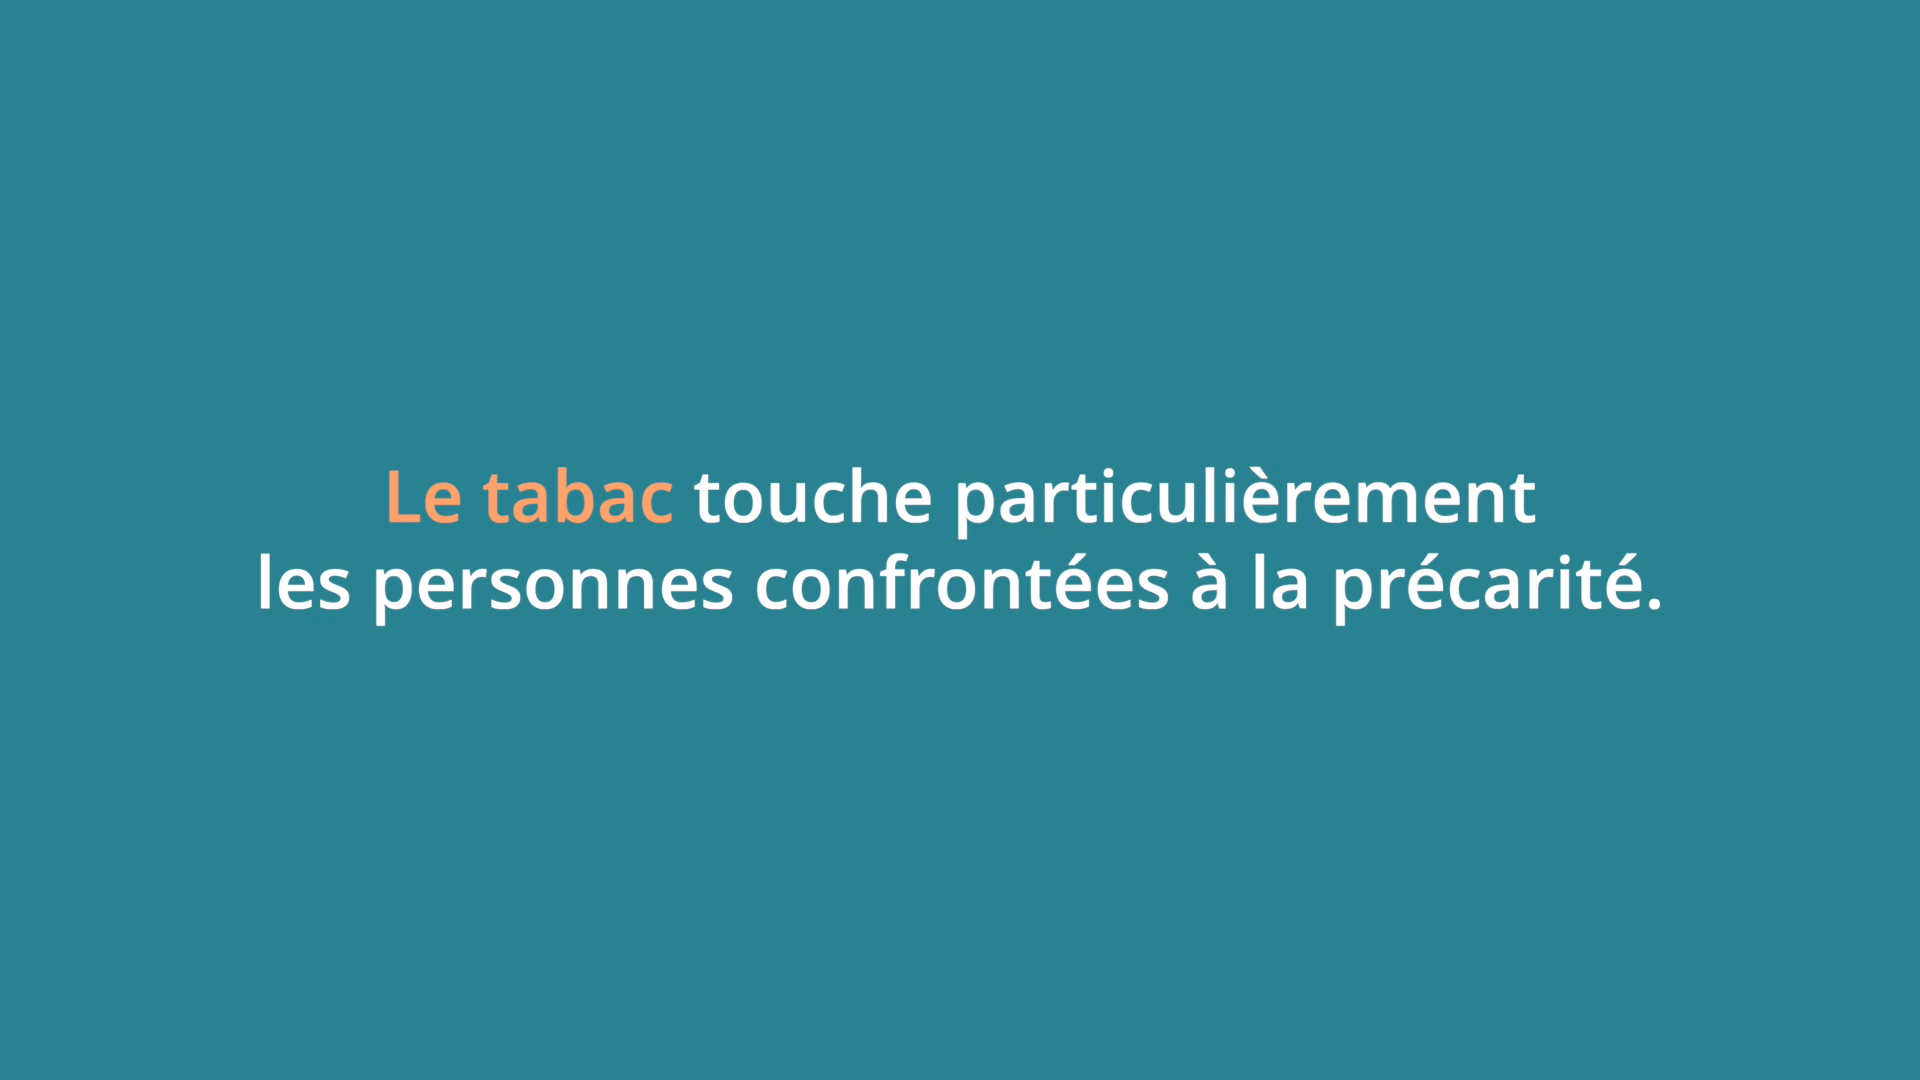 Le tabac touche particulièrement
les personnes confrontées à la précarité.